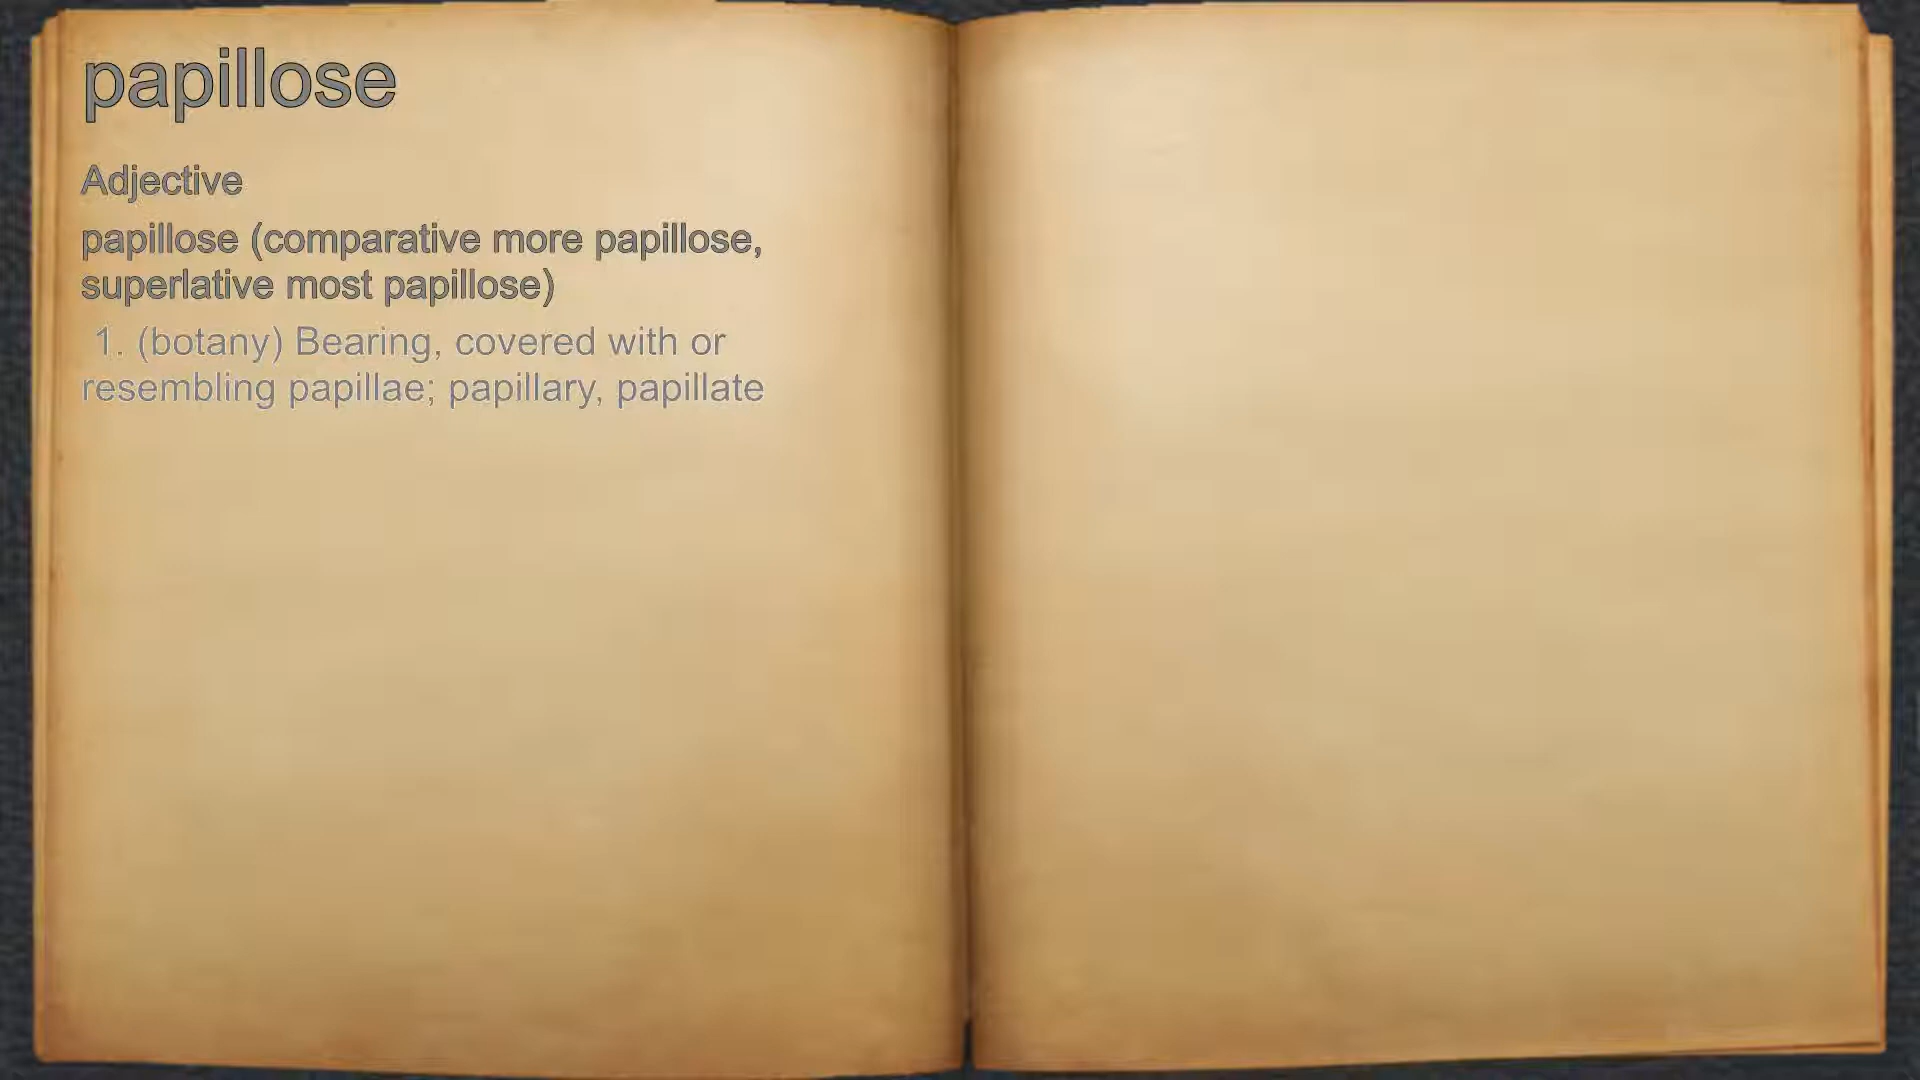 papillose
Adjective
papillose (comparative more papillose,
superlative most papillose)
1. (botany) Bearing, covered with or
resembling papillae; papillary, papillate